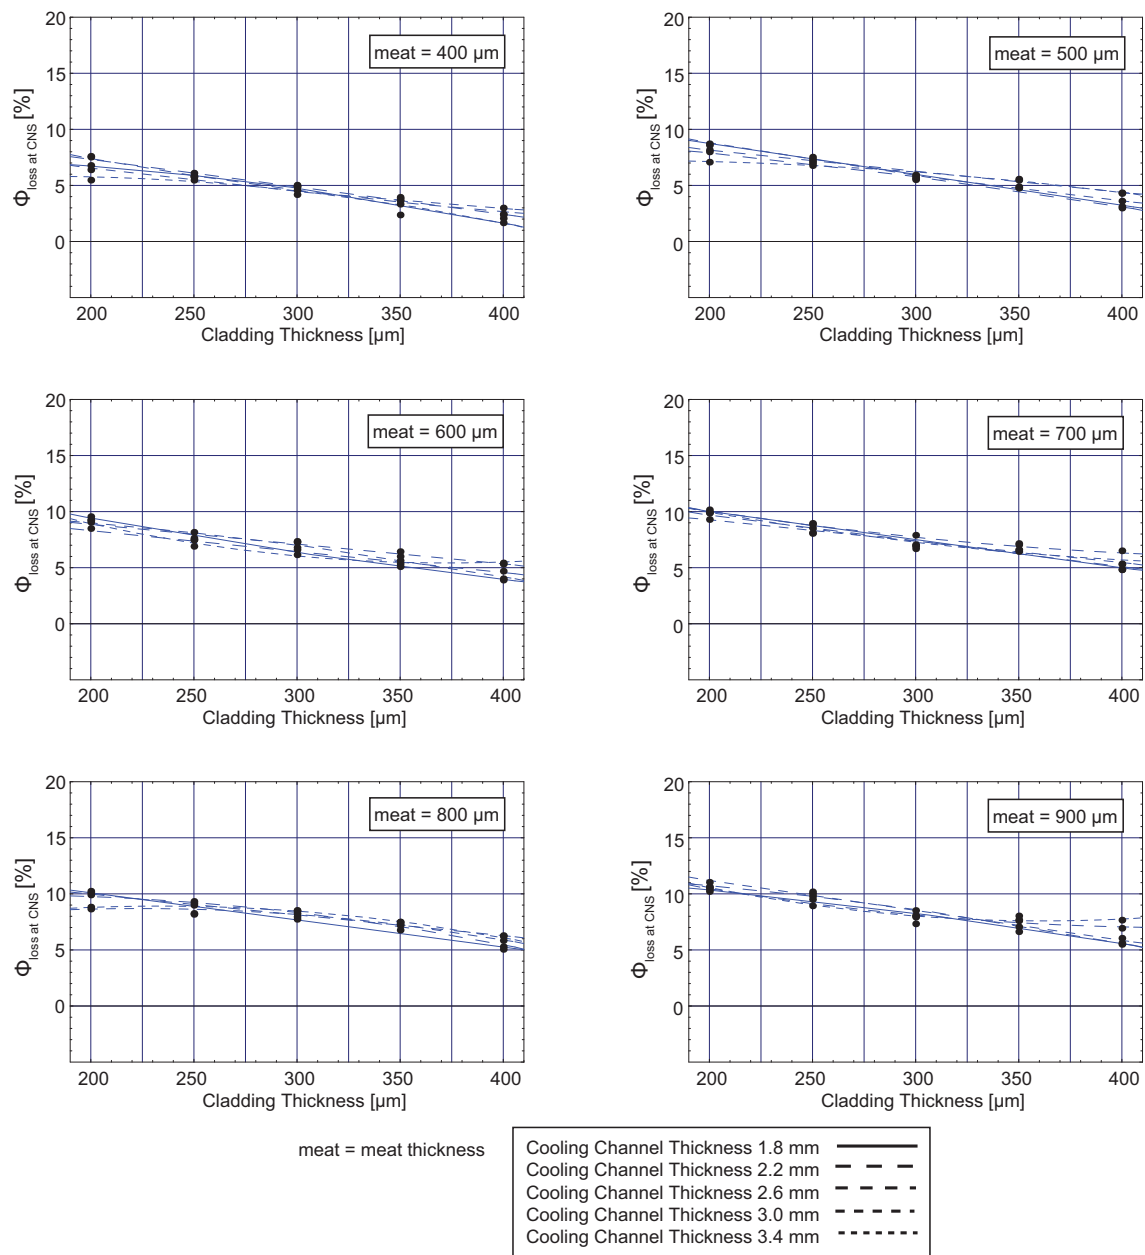 20
15
10
5
0
Φloss at CNS [%]
meat = 400 µm
200 250 300 350 400
Cladding Thickness [µm]
20
15
10
5
0
Φloss at CNS [%]
meat = 500 µm
200 250 300 350 400
Cladding Thickness [µm]
20
15
10
5
0
Φloss at CNS [%]
meat = 600 µm
200 250 300 350 400
Cladding Thickness [µm]
20
15
10
5
0
Φloss at CNS [%]
meat = 700 µm
200 250 300 350 400
Cladding Thickness [µm]
20
15
10
5
0
Φloss at CNS [%]
meat = 800 µm
200 250 300 350 400
Cladding Thickness [µm]
20
15
10
5
0
Φloss at CNS [%]
meat = 900 µm
200 250 300 350 400
Cladding Thickness [µm]
meat = meat thickness
Cooling Channel Thickness 1.8 mm
Cooling Channel Thickness 2.2 mm
Cooling Channel Thickness 2.6 mm
Cooling Channel Thickness 3.0 mm
Cooling Channel Thickness 3.4 mm